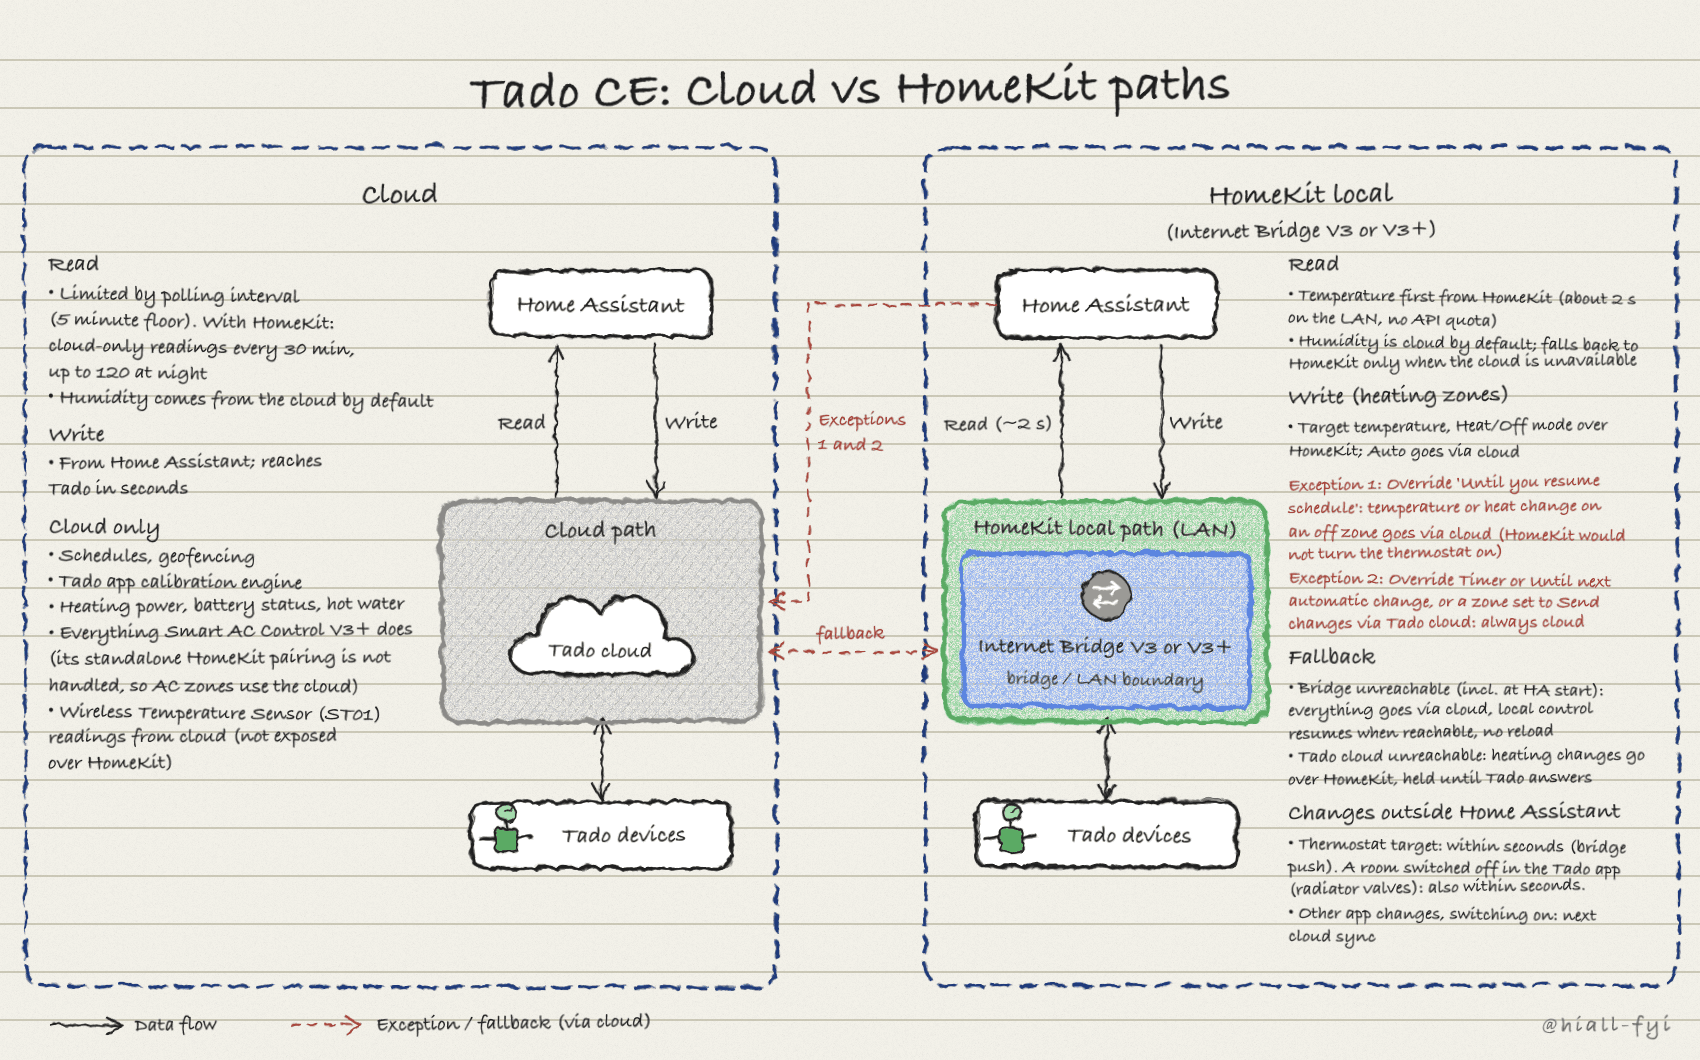 Tado CE: Cloud vs HomeKit paths
Cloud
Read
• Limited by polling interval
(5 minute floor). With HomeKit:
cloud-only readings every 30 min,
up to 120 at night
• Humidity comes from the cloud by default
Write
• From Home Assistant; reaches
Tado in seconds
Cloud only
• Schedules, geofencing
• Tado app calibration engine
• Heating power, battery status, hot water
• Everything Smart AC Control V3+ does
(its standalone HomeKit pairing is not
handled, so AC zones use the cloud)
• Wireless Temperature Sensor (ST01)
readings from cloud (not exposed
over HomeKit)
Home Assistant
Read
Write
Cloud path
Tado cloud
Tado devices
Exceptions
1 and 2
fallback
HomeKit local
(Internet Bridge V3 or V3+)
Home Assistant
Read (~2 s)
Write
HomeKit local path (LAN)
Internet Bridge V3 or V3+
bridge / LAN boundary
Tado devices
Read
• Temperature first from HomeKit (about 2 s
on the LAN, no API quota)
• Humidity is cloud by default; falls back to
HomeKit only when the cloud is unavailable
Write (heating zones)
• Target temperature, Heat/Off mode over
HomeKit; Auto goes via cloud
Exception 1: Override 'Until you resume
schedule': temperature or heat change on
an off zone goes via cloud (HomeKit would
not turn the thermostat on)
Exception 2: Override Timer or Until next
automatic change, or a zone set to Send
changes via Tado cloud: always cloud
Fallback
• Bridge unreachable (incl. at HA start):
everything goes via cloud, local control
resumes when reachable, no reload
• Tado cloud unreachable: heating changes go
over HomeKit, held until Tado answers
Changes outside Home Assistant
• Thermostat target: within seconds (bridge
push). A room switched off in the Tado app
(radiator valves): also within seconds.
• Other app changes, switching on: next
cloud sync
Data flow
Exception / fallback (via cloud)
@hiall-fyi